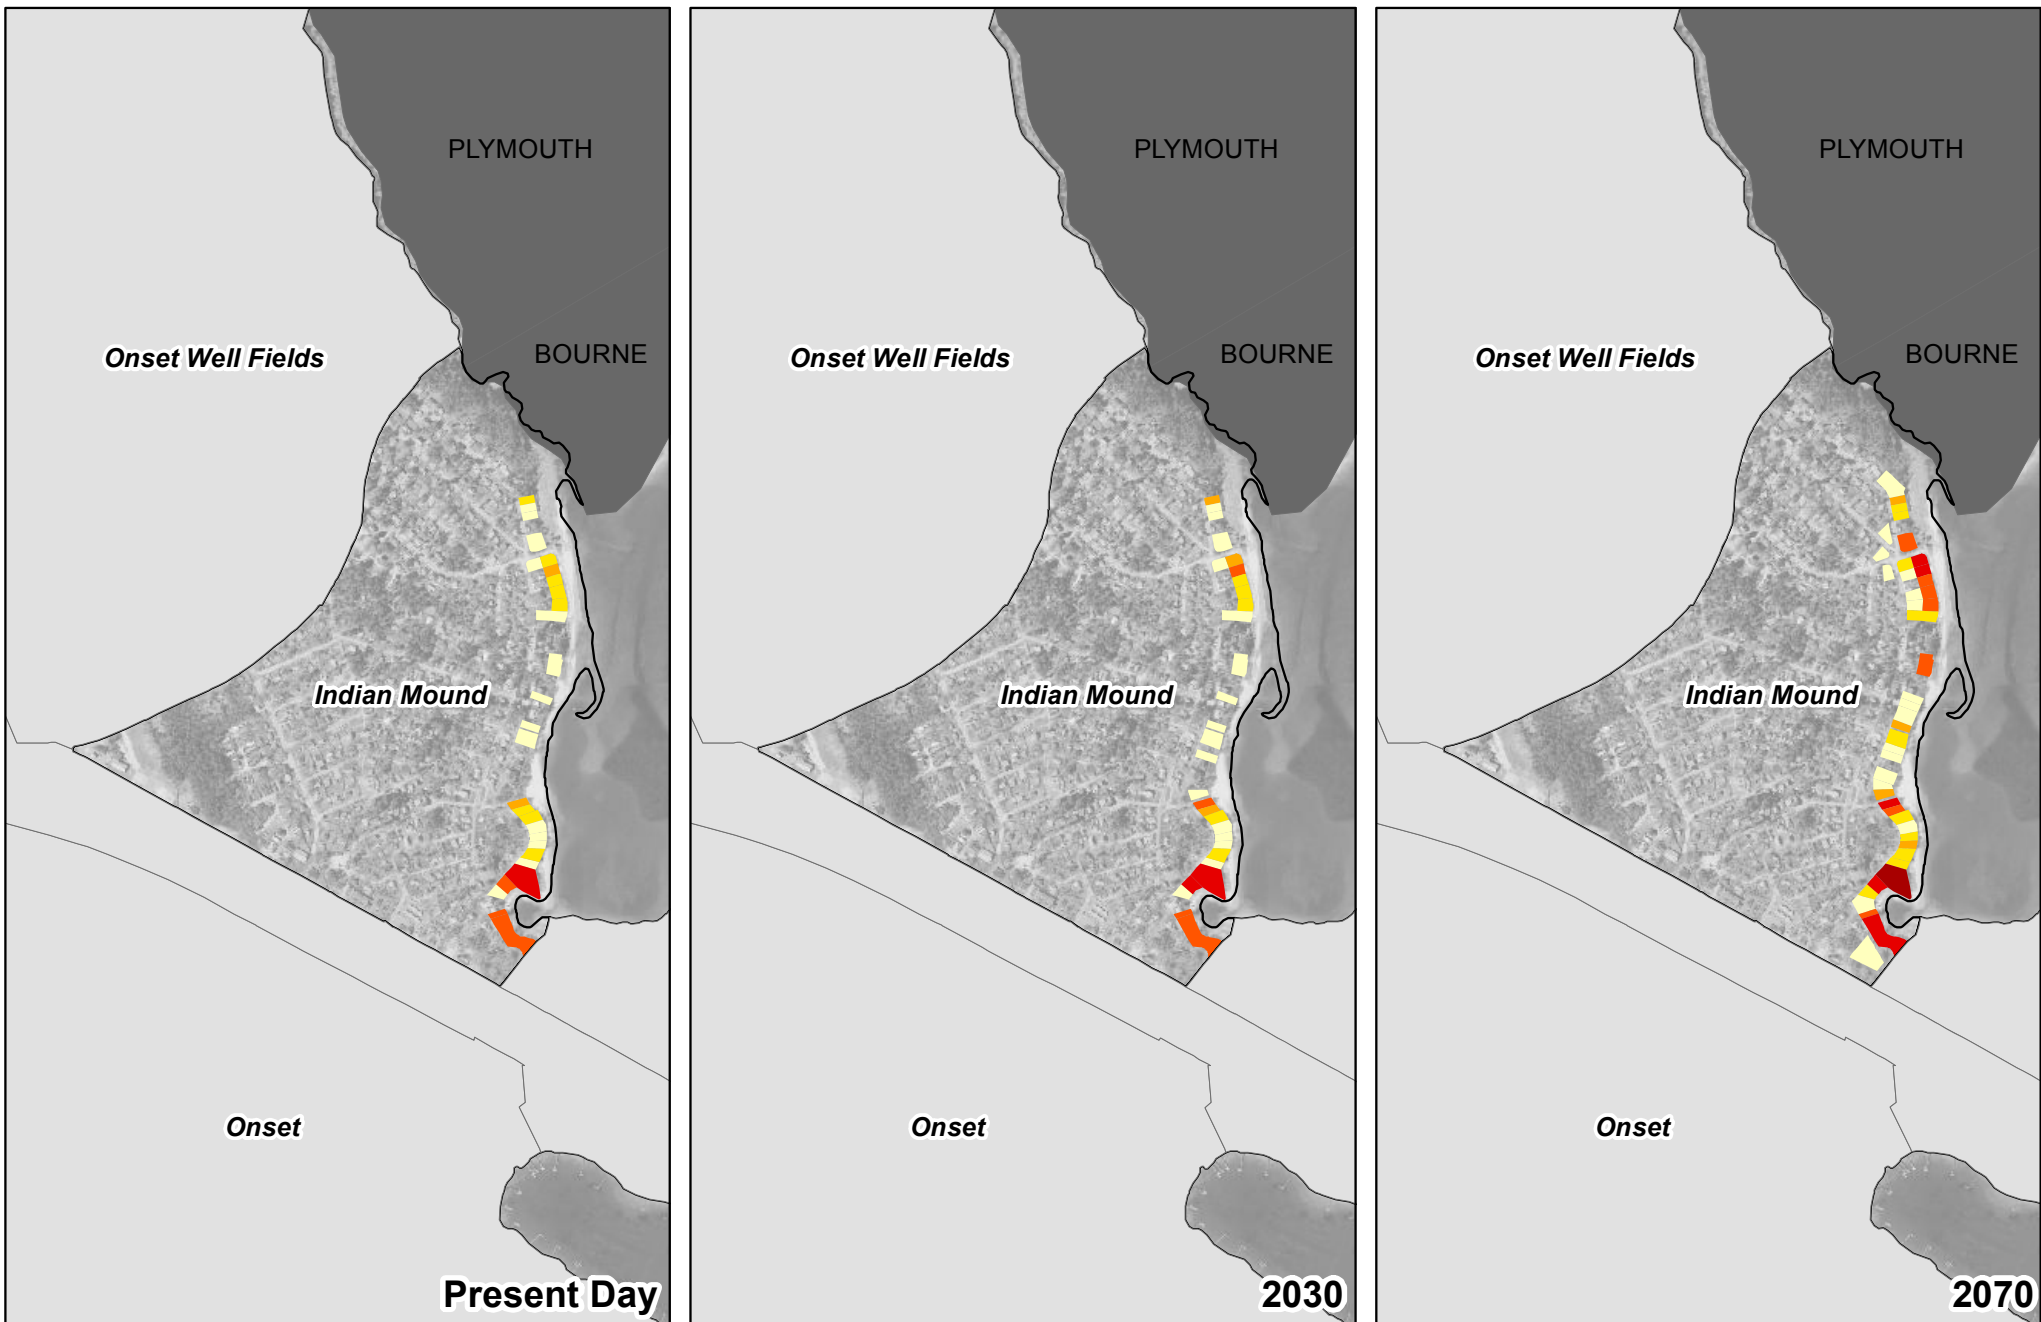 PLYMOUTH
BOURNE
Onset Well Fields
Indian Mound
Onset
Present Day
PLYMOUTH
BOURNE
Onset Well Fields
Indian Mound
Onset
2030
PLYMOUTH
BOURNE
Onset Well Fields
Indian Mound
Onset
2070